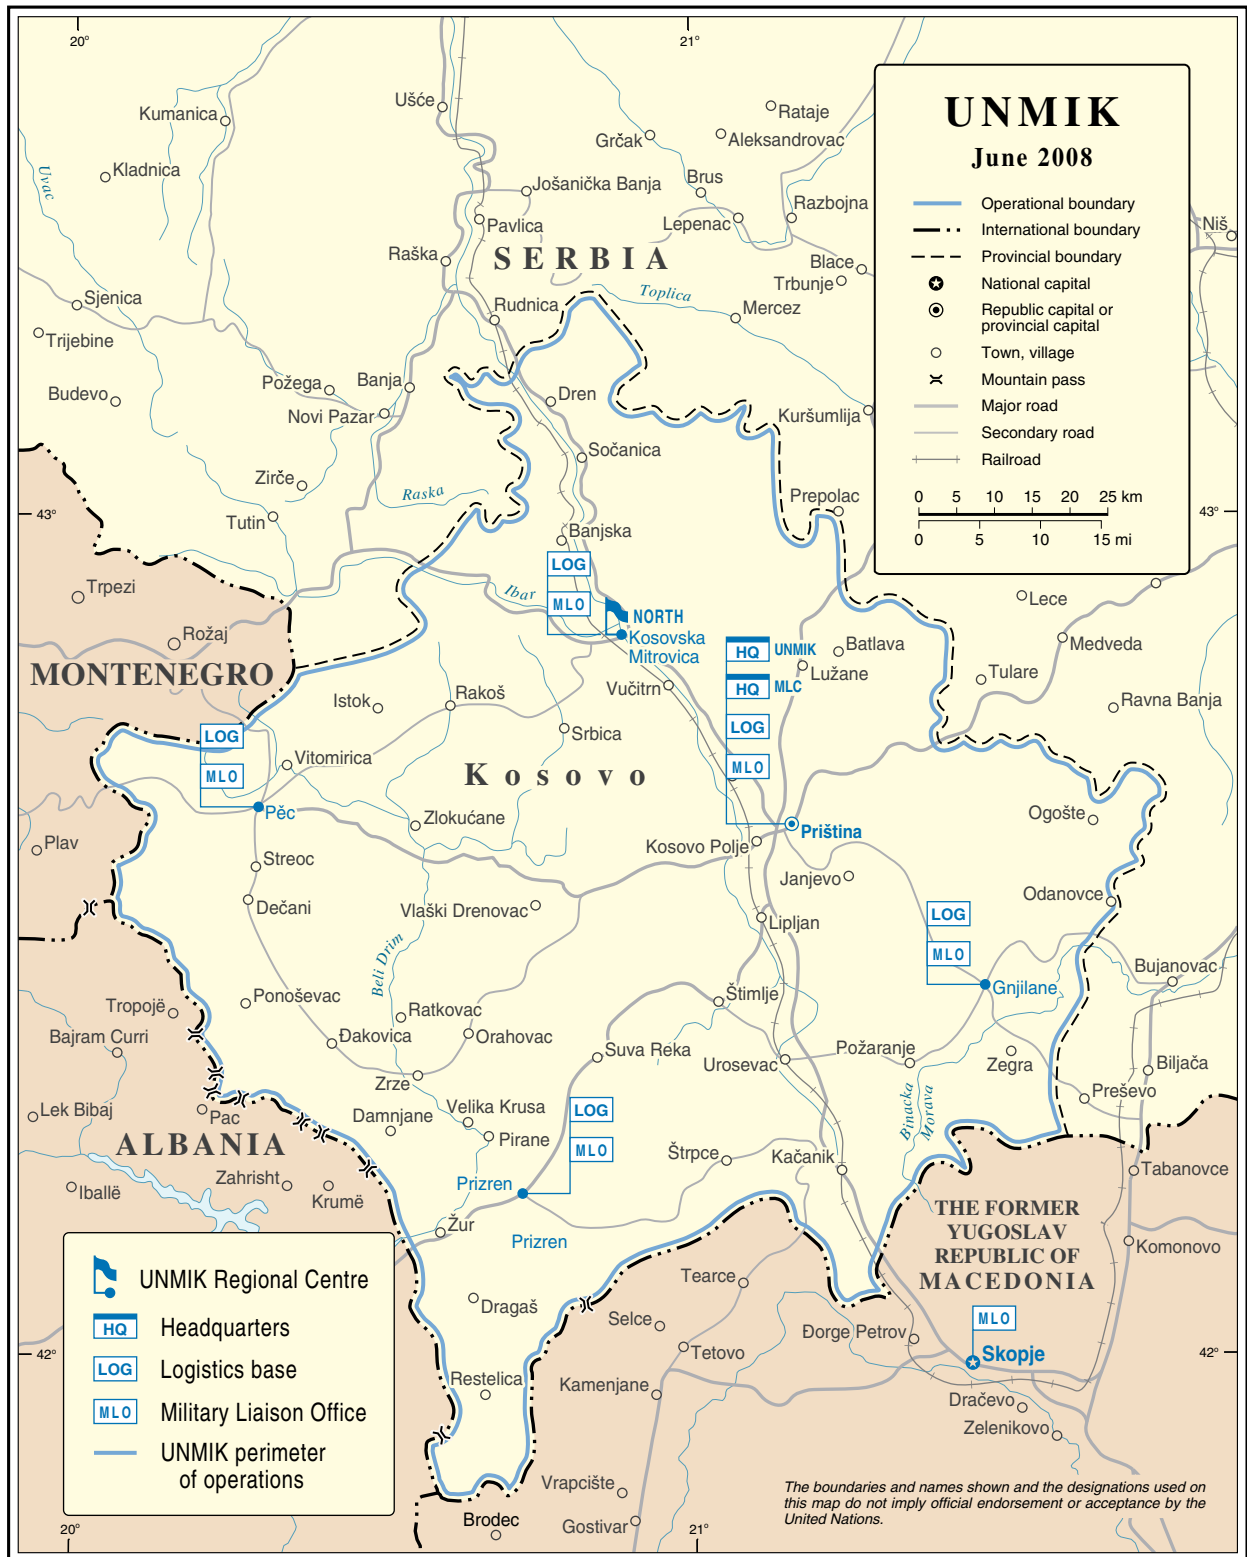 20°
21°
UNMIK
June 2008
Operational boundary
International boundary
Provincial boundary
National capital
Republic capital or
provincial capital
Town, village
Mountain pass
Major road
Secondary road
Railroad
0 5 10 15 20 25 km
0 5 10 15 mi
Ušće
Kumanica
Kladnica
Uvac
Rataje
Grčak
Aleksandrovac
Jošanička Banja
Brus
Lepenac
Razbojna
Niš
Pavlica
Raška
SERBIA
Blace
Trbunje
Toplica
Mercez
Sjenica
Rudnica
Trijebine
Požega
Banja
Budevo
Novi Pazar
Dren
Kuršumlija
Sočanica
Zirče
Raska
Prepolac
43°
43°
Tutin
Banjska
LOG
Trpezi
Ibar
MLO
NORTH
Kosovska
Mitrovica
Lece
Rožaj
HQ UNMIK
Batlava
Medveda
MONTENEGRO
HQ MLC
Lužane
Tulare
Vučitrn
Rakoš
Istok
Ravna Banja
LOG
LOG
Srbica
Vitomirica
MLO
MLO
Kosovo
Pěc
Zlokućane
Ogošte
Priština
Plav
Kosovo Polje
Streoc
Janjevo
Odanovce
Dečani
Vlaški Drenovac
LOG
Lipljan
Beli Drim
MLO
Bujanovac
Gnjilane
Ponoševac
Štimlje
Tropojë
Ratkovac
Bajram Curri
Đakovica
Orahovac
Suva Reka
Urosevac
Požaranje
Zegra
Biljača
Zrze
Preševo
Lek Bibaj
Pac
Damnjane
Velika Krusa
LOG
Binacka
Morava
ALBANIA
Pirane
MLO
Štrpce
Kačanik
Tabanovce
Iballë
Zahrisht
Krumë
Prizren
Žur
Prizren
THE FORMER
YUGOSLAV
REPUBLIC OF
MACEDONIA
Komonovo
UNMIK Regional Centre
HQ Headquarters
LOG Logistics base
MLO Military Liaison Office
UNMIK perimeter
of operations
Tearce
Dragaš
Selce
MLO
Đorge Petrov
Skopje
42°
42°
Tetovo
Restelica
Kamenjane
Dračevo
Zelenikovo
Vrapcište
Brodec
Gostivar
The boundaries and names shown and the designations used on
this map do not imply official endorsement or acceptance by the
United Nations.
20°
21°